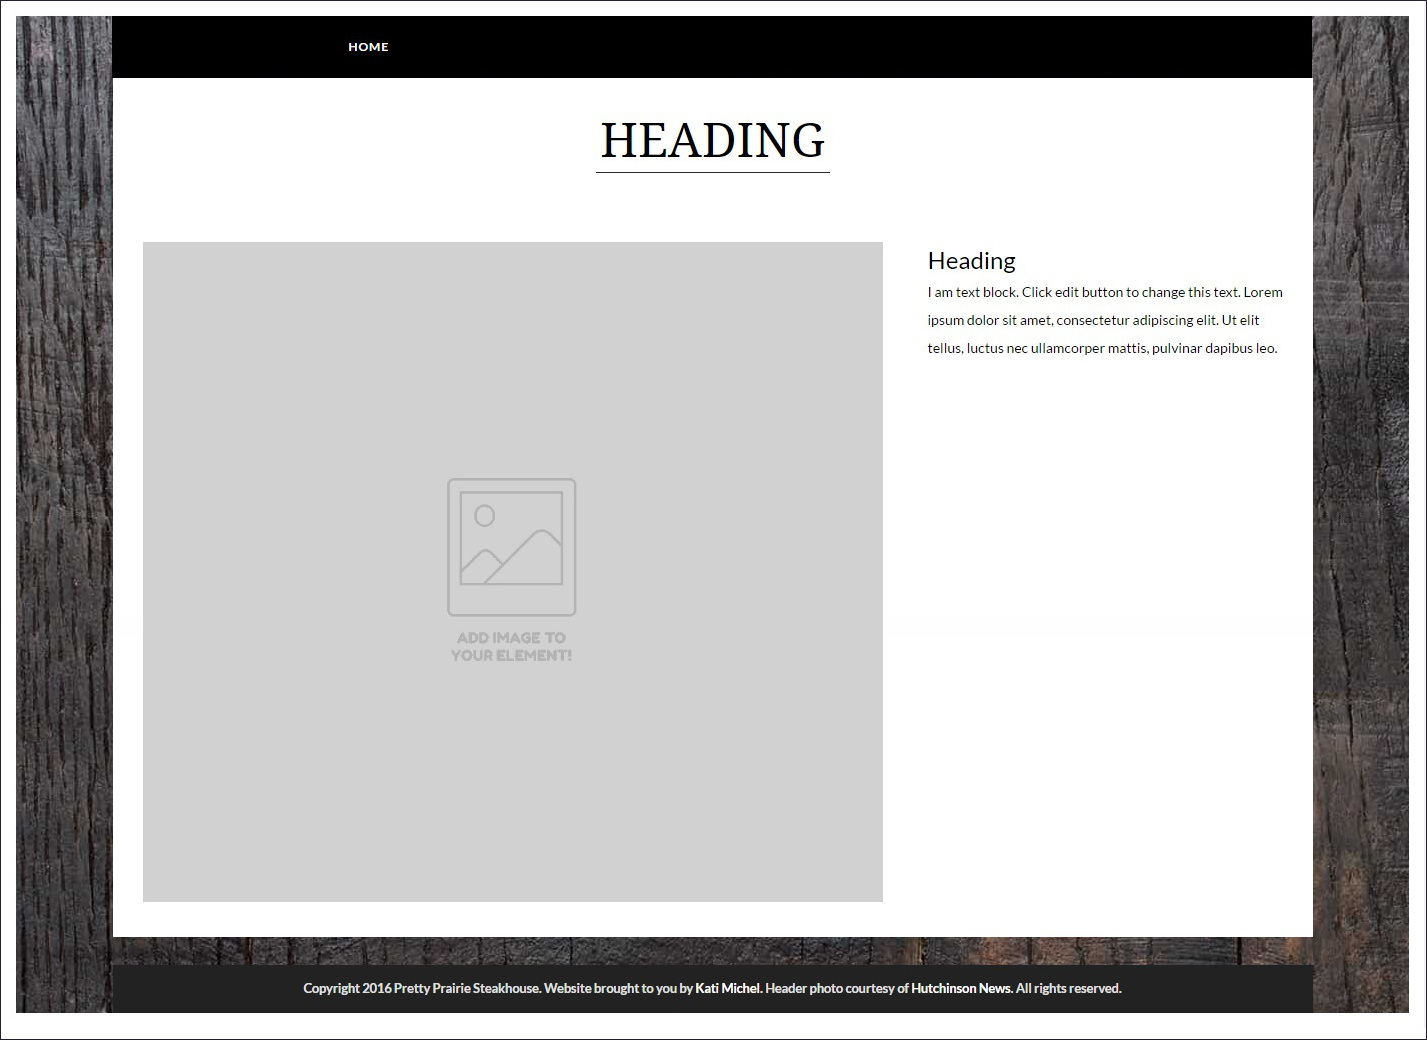 HOME
HEADING
Heading
I am text block. Click edit button to change this text. Lorem
ipsum dolor sit amet, consectetur adipiscing elit. Ut elit
tellus, luctus nec ullamcorper mattis, pulvinar dapibus leo.
ADD IMAGE TO
YOUR ELEMENT!
Copyright 2016 Pretty Prairie Steakhouse. Website brought to you by Kati Michel. Header photo courtesy of Hutchinson News. All rights reserved.